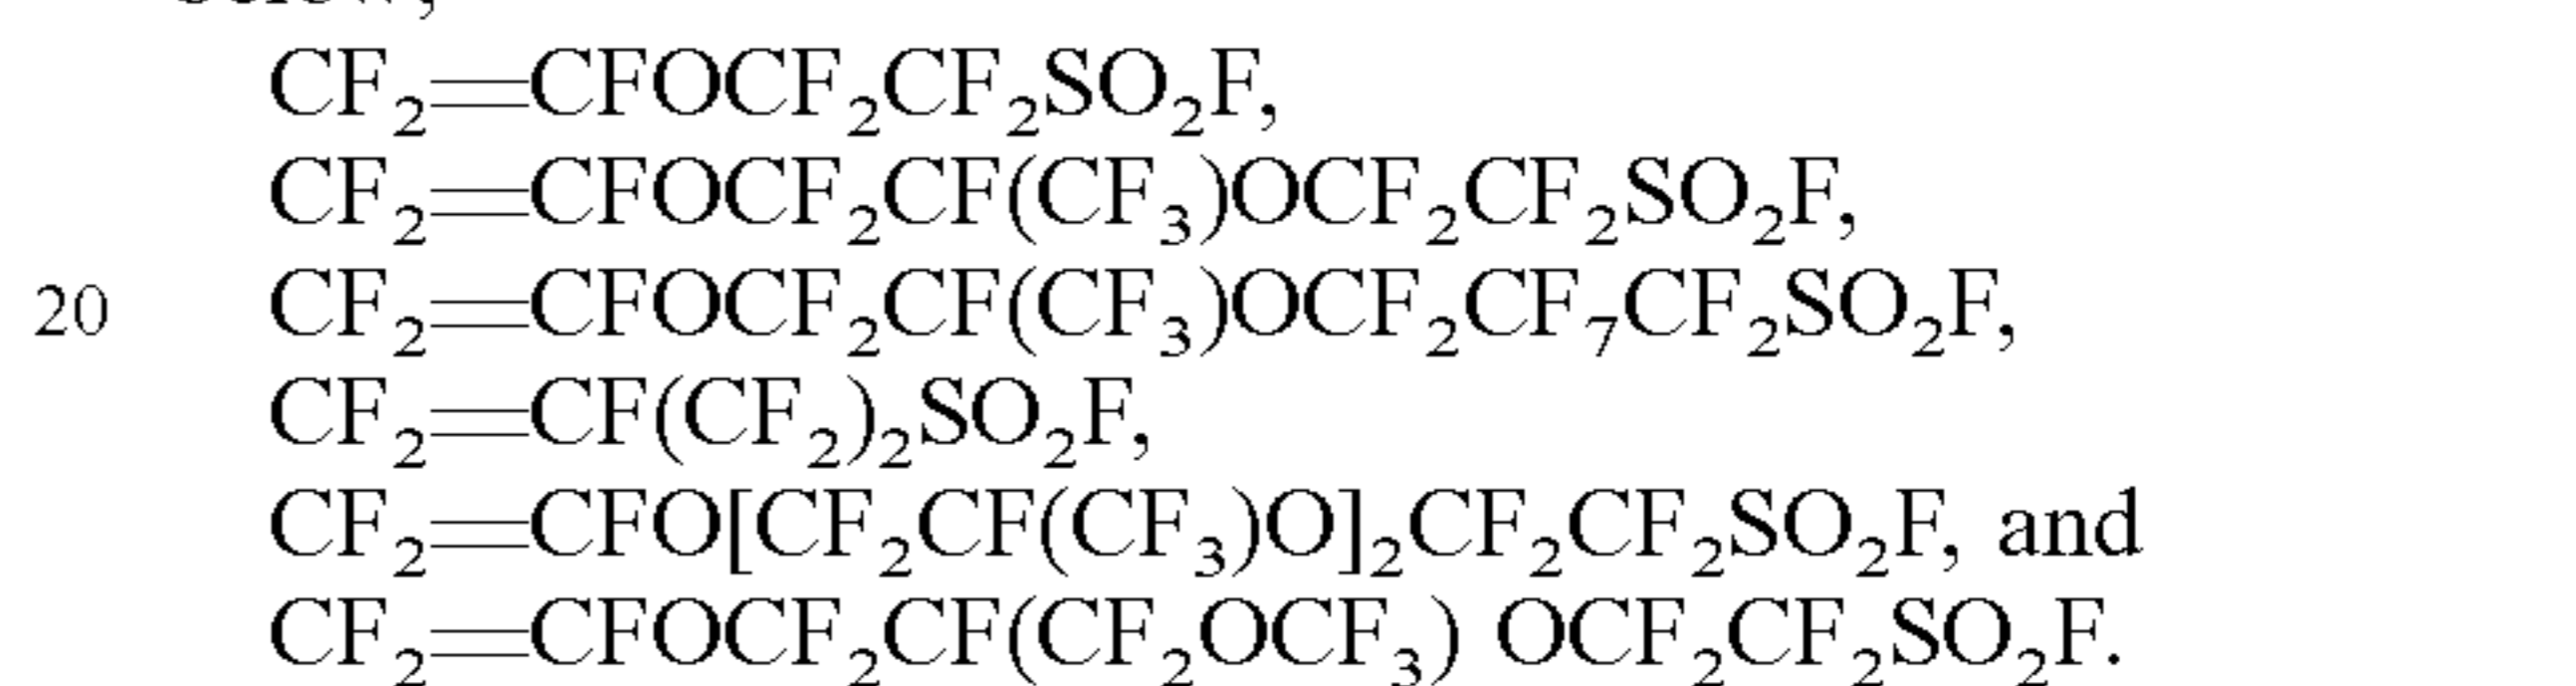 CF₂=CFOCF₂CF₂SO₂F,
CF₂=CFOCF₂CF(CF₃)OCF₂CF₂SO₂F,
20 CF₂=CFOCF₂CF(CF₃)OCF₂CF₇CF₂SO₂F,
CF₂=CF(CF₂)₂SO₂F,
CF₂=CFO[CF₂CF(CF₃)O]₂CF₂CF₂SO₂F, and
CF₂=CFOCF₂CF(CF₂OCF₃) OCF₂CF₂SO₂F.